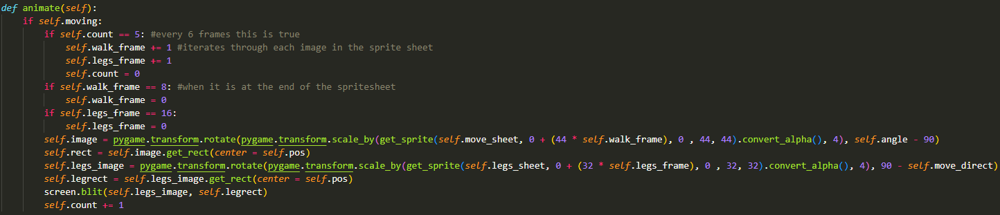 def animate(self):
    if self.moving:
        if self.count == 5: #every 6 frames this is true
            self.walk_frame += 1 #iterates through each image in the sprite sheet
            self.legs_frame += 1
            self.count = 0
        if self.walk_frame == 8: #when it is at the end of the spritesheet
            self.walk_frame = 0
        if self.legs_frame == 16:
            self.legs_frame = 0
        self.image = pygame.transform.rotate(pygame.transform.scale_by(get_sprite(self.move_sheet, 0 + (44 * self.walk_frame), 0 , 44, 44).convert_alpha(), 4), self.angle - 90)
        self.rect = self.image.get_rect(center = self.pos)
        self.legs_image = pygame.transform.rotate(pygame.transform.scale_by(get_sprite(self.legs_sheet, 0 + (32 * self.legs_frame), 0 , 32, 32).convert_alpha(), 4), 90 - self.move_direct)
        self.legrect = self.legs_image.get_rect(center = self.pos)
        screen.blit(self.legs_image, self.legrect)
        self.count += 1